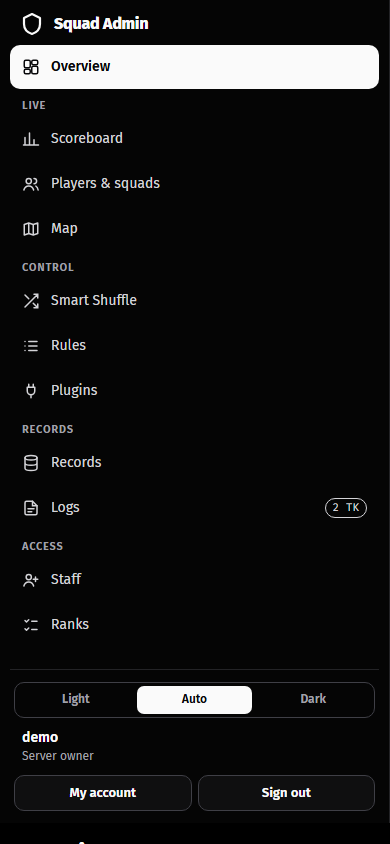 Squad Admin
Overview
LIVE
Scoreboard
Players & squads
Map
CONTROL
Smart Shuffle
Rules
Plugins
RECORDS
Records
Logs 2 TK
ACCESS
Staff
Ranks
Light Auto Dark
demo
Server owner
My account Sign out